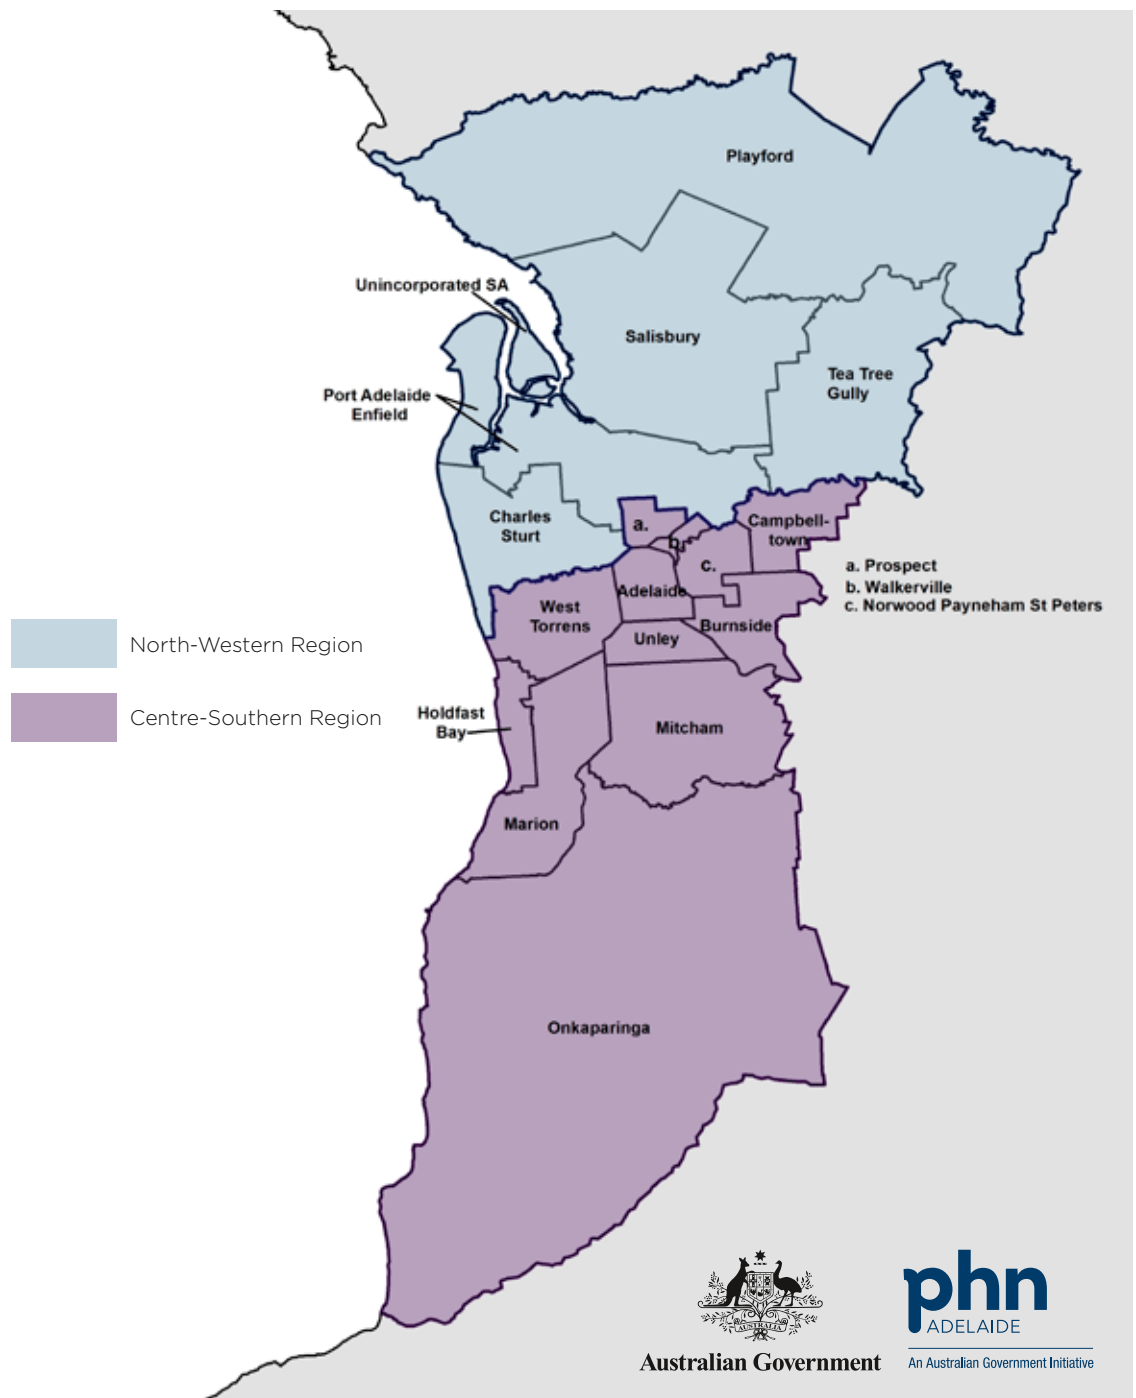 Playford
Unincorporated SA
Salisbury
Tea Tree
Gully
Port Adelaide
Enfield
Charles
Sturt
a.
Campbell-
town
b.
c.
a. Prospect
b. Walkerville
c. Norwood Payneham St Peters
Adelaide
West
Torrens
Burnside
Unley
North-Western Region
Centre-Southern Region
Holdfast
Bay
Mitcham
Marion
Onkaparinga
AUSTRALIA
Australian Government
phn
ADELAIDE
An Australian Government Initiative